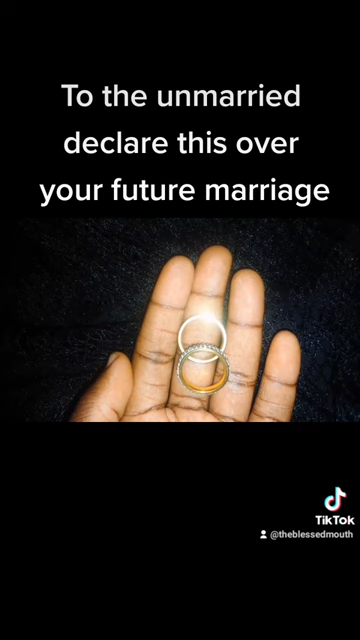 To the unmarried
declare this over
your future marriage
TikTok
@theblessedmouth